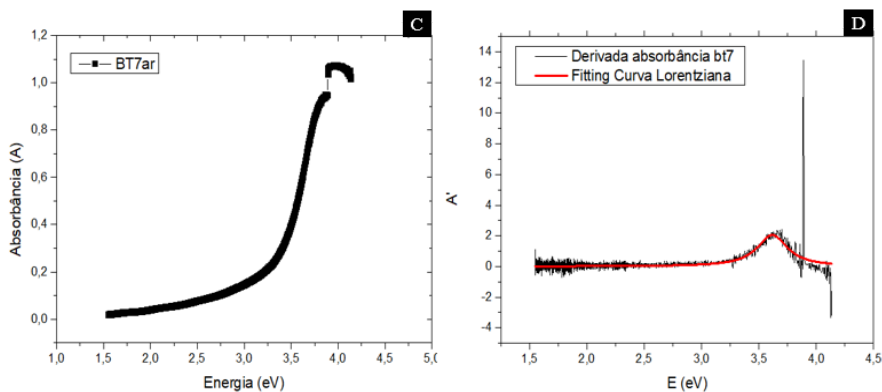 C
BT7ar
Absorbância (A)
1,2
1,0
0,8
0,6
0,4
0,2
0,0
1,0 1,5 2,0 2,5 3,0 3,5 4,0 4,5 5,0
Energia (eV)
D
Derivada absorbância bt7
Fitting Curva Lorentziana
A'
14
12
10
8
6
4
2
0
-2
-4
1,5 2,0 2,5 3,0 3,5 4,0 4,5
E (eV)